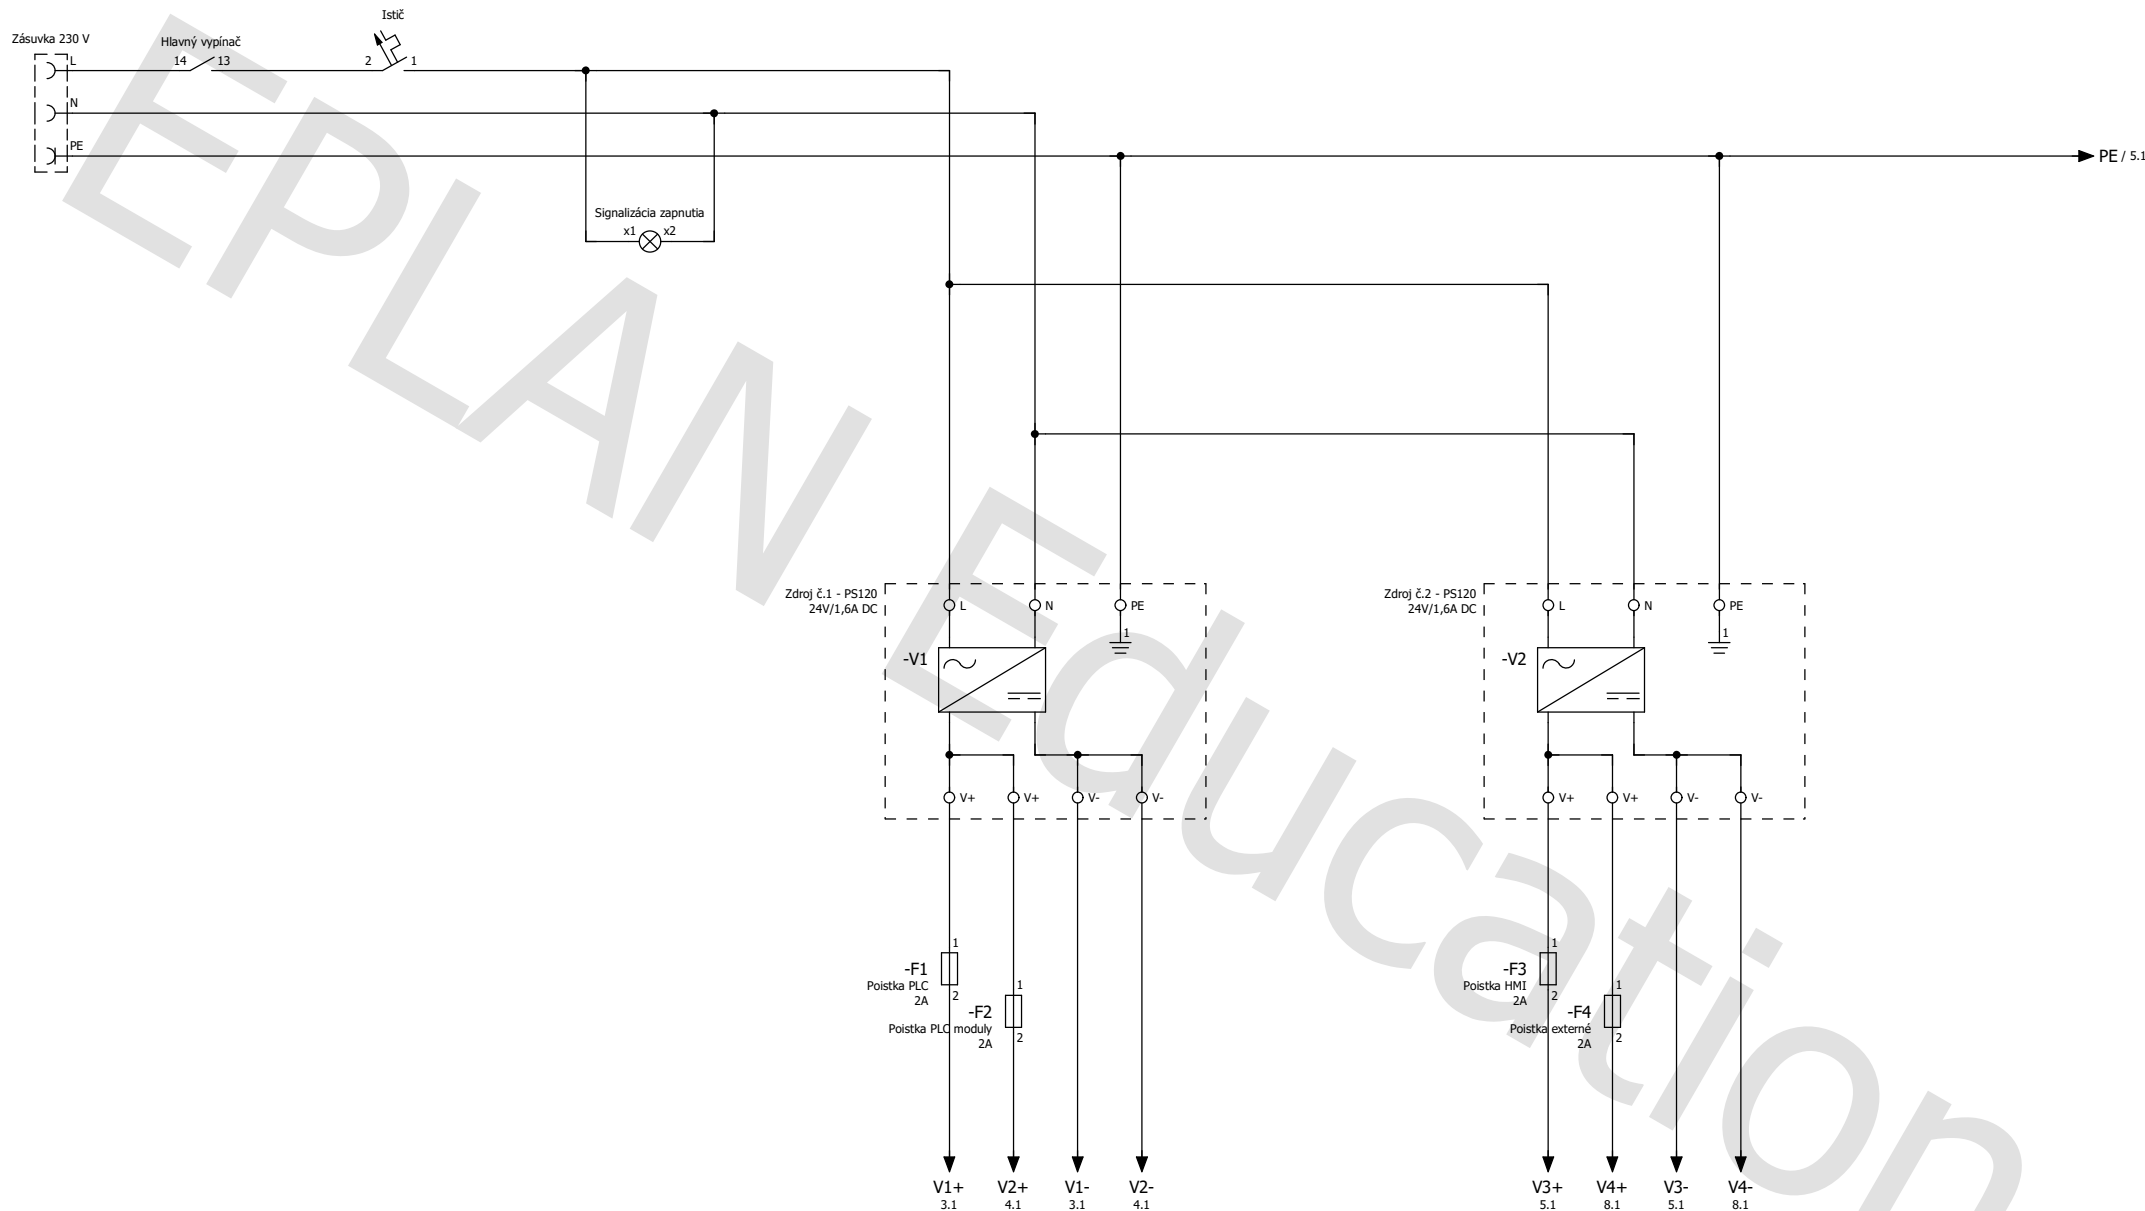 Istič
Zásuvka 230 V
Hlavný vypínač
L
14
13
2
1
N
PE
PE / 5.1
Signalizácia zapnutia
x1
x2
Zdroj č.1 - PS120
24V/1,6A DC
L
N
PE
1
-V1
V+
V+
V-
V-
Zdroj č.2 - PS120
24V/1,6A DC
L
N
PE
1
-V2
V+
V+
V-
V-
1
-F1
Poistka PLC
2A
2
1
-F2
Poistka PLC moduly
2A
2
1
-F3
Poistka HMI
2A
2
1
-F4
Poistka externé
2A
2
V1+
3.1
V2+
4.1
V1-
3.1
V2-
4.1
V3+
5.1
V4+
8.1
V3-
5.1
V4-
8.1
EPLAN Education